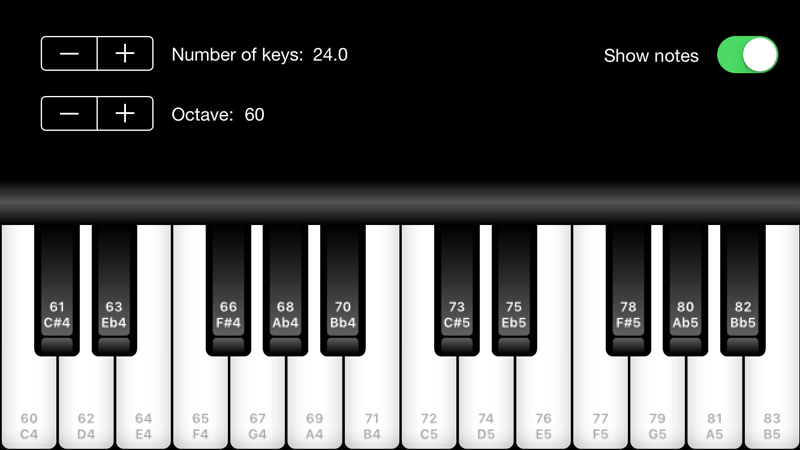 Number of keys: 24.0
Show notes
Octave: 60
61 63 66 68 70 73 75 78 80 82
C#4 Eb4 F#4 Ab4 Bb4 C#5 Eb5 F#5 Ab5 Bb5
60 62 64 65 67 69 71 72 74 76 77 79 81 83
C4 D4 E4 F4 G4 A4 B4 C5 D5 E5 F5 G5 A5 B5